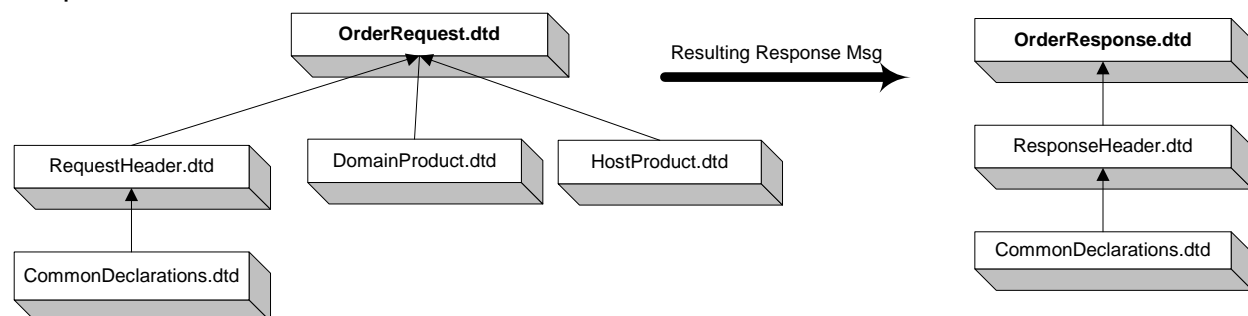 OrderRequest.dtd
Resulting Response Msg
OrderResponse.dtd
RequestHeader.dtd
DomainProduct.dtd
HostProduct.dtd
ResponseHeader.dtd
CommonDeclarations.dtd
CommonDeclarations.dtd